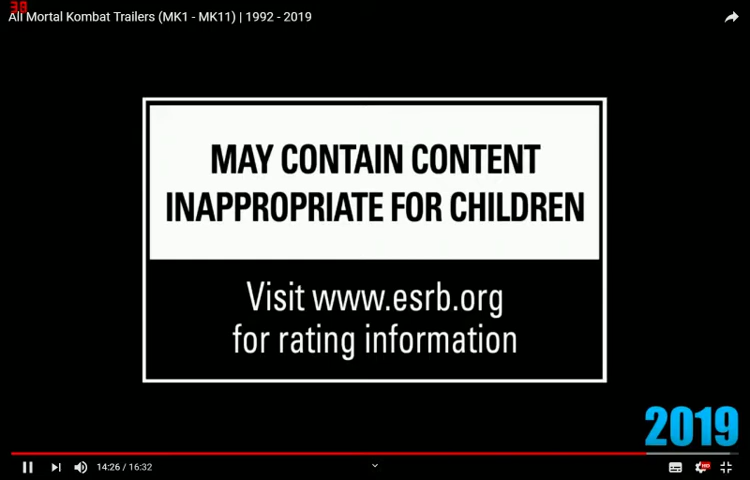 38
All Mortal Kombat Trailers (MK1 - MK11) | 1992 - 2019
MAY CONTAIN CONTENT
INAPPROPRIATE FOR CHILDREN
Visit www.esrb.org
for rating information
2019
14:26 / 16:32
HD